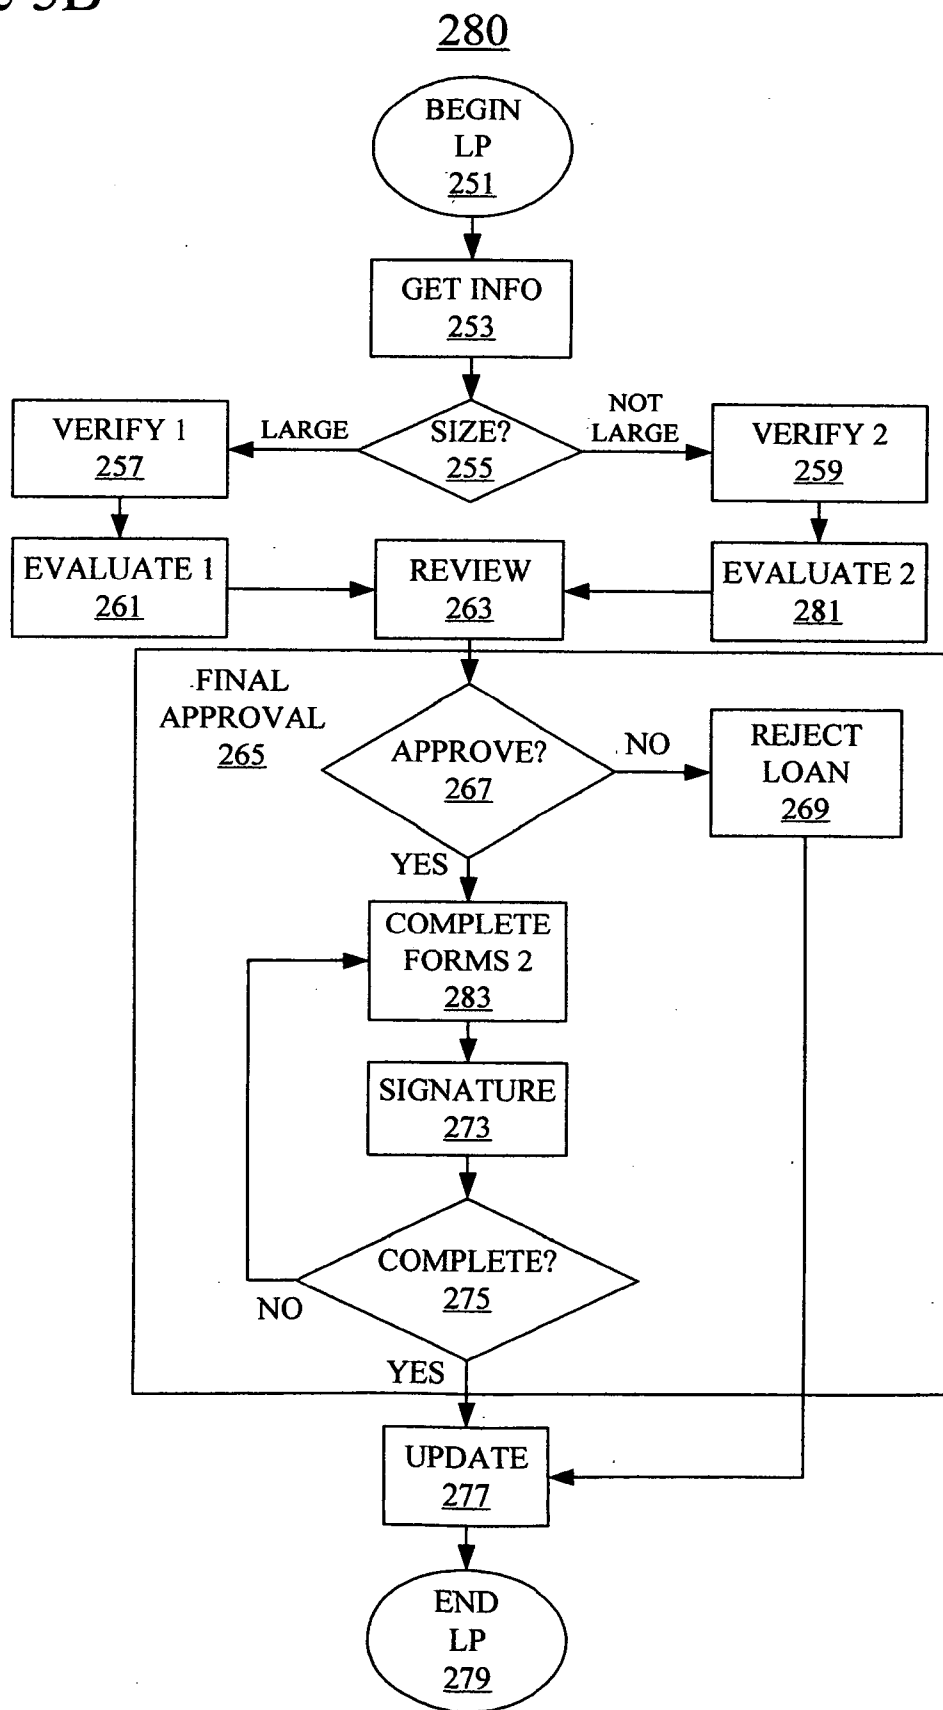 3B
280
BEGIN
LP
251
GET INFO
253
SIZE?
255
LARGE
NOT
LARGE
VERIFY 1
257
VERIFY 2
259
EVALUATE 1
261
REVIEW
263
EVALUATE 2
281
FINAL
APPROVAL
265
APPROVE?
267
NO
REJECT
LOAN
269
YES
COMPLETE
FORMS 2
283
SIGNATURE
273
COMPLETE?
275
NO
YES
UPDATE
277
END
LP
279